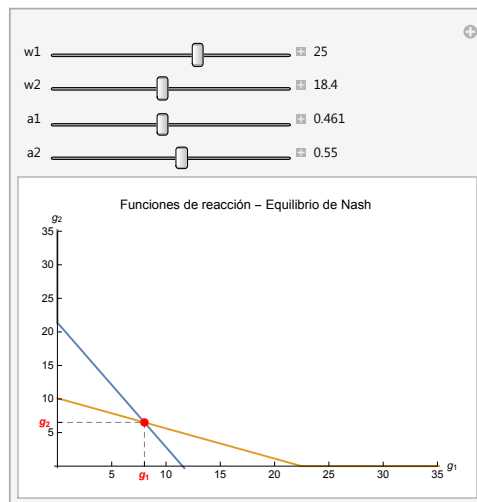 w1 25
w2 18.4
a1 0.461
a2 0.55
Funciones de reacción – Equilibrio de Nash
g2
35
30
25
20
15
10
g2
5
5 10 15 20 25 30 35 g1
g1